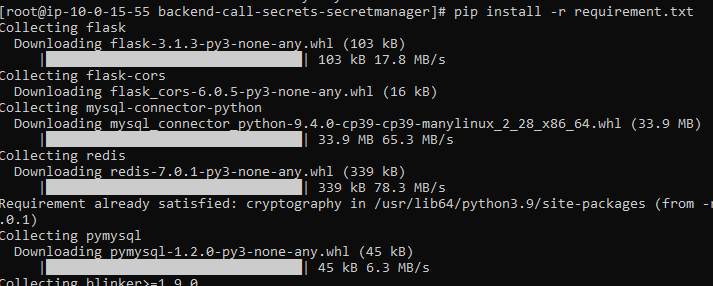 [root@ip-10-0-15-55 backend-call-secrets-secretmanager]# pip install -r requirement.txt
Collecting flask
  Downloading flask-3.1.3-py3-none-any.whl (103 kB)
     |████████████████████████████████| 103 kB 17.8 MB/s
Collecting flask-cors
  Downloading flask_cors-6.0.5-py3-none-any.whl (16 kB)
Collecting mysql-connector-python
  Downloading mysql_connector_python-9.4.0-cp39-cp39-manylinux_2_28_x86_64.whl (33.9 MB)
     |████████████████████████████████| 33.9 MB 65.3 MB/s
Collecting redis
  Downloading redis-7.0.1-py3-none-any.whl (339 kB)
     |████████████████████████████████| 339 kB 78.3 MB/s
Requirement already satisfied: cryptography in /usr/lib64/python3.9/site-packages (from -r
.0.1)
Collecting pymysql
  Downloading pymysql-1.2.0-py3-none-any.whl (45 kB)
     |████████████████████████████████| 45 kB 6.3 MB/s
Collecting blinker>=1.9.0